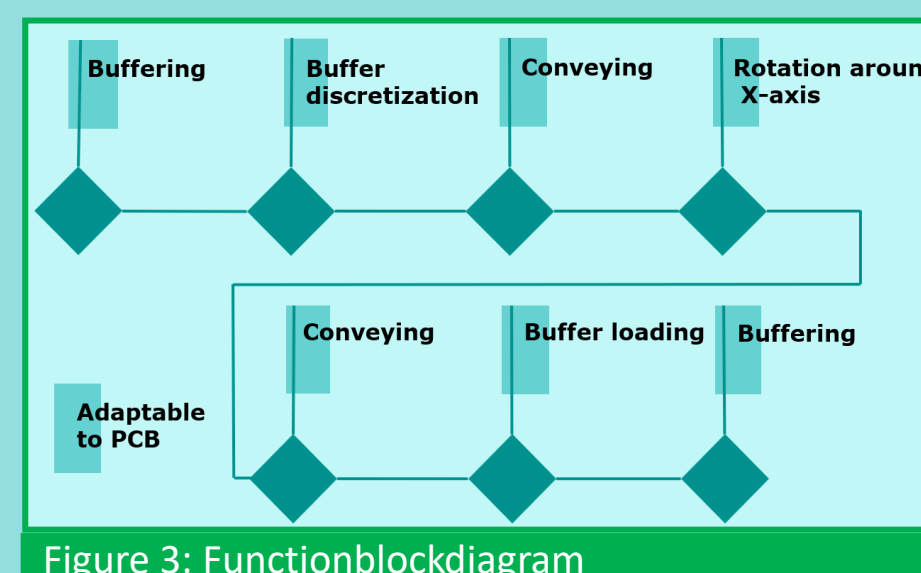 Buffering
Buffer
discretization
Conveying
Rotation aroun
X-axis
Conveying
Buffer loading
Buffering
Adaptable
to PCB
Figure 3: Functionblockdiagram